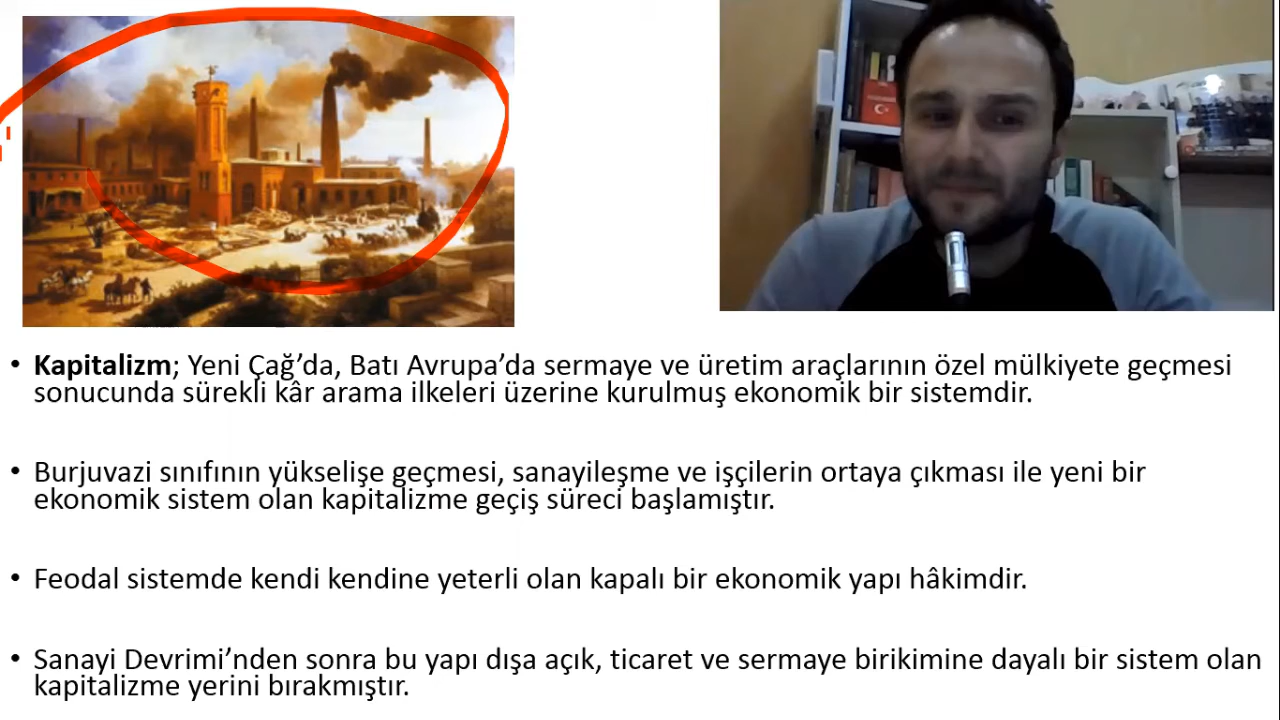 • Kapitalizm; Yeni Çağ’da, Batı Avrupa’da sermaye ve üretim araçlarının özel mülkiyete geçmesi
sonucunda sürekli kâr arama ilkeleri üzerine kurulmuş ekonomik bir sistemdir.
• Burjuvazi sınıfının yükselişe geçmesi, sanayileşme ve işçilerin ortaya çıkması ile yeni bir
ekonomik sistem olan kapitalizme geçiş süreci başlamıştır.
• Feodal sistemde kendi kendine yeterli olan kapalı bir ekonomik yapı hâkimdir.
• Sanayi Devrimi’nden sonra bu yapı dışa açık, ticaret ve sermaye birikimine dayalı bir sistem olan
kapitalizme yerini bırakmıştır.